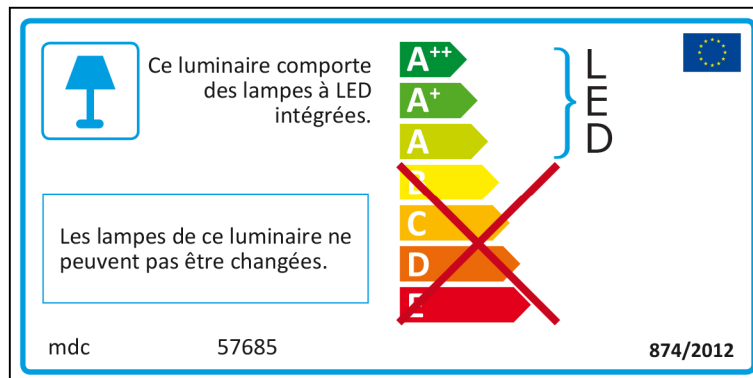 Ce luminaire comporte
des lampes à LED
intégrées.
A++
A+
A
B
C
D
E
L
E
D
Les lampes de ce luminaire ne
peuvent pas être changées.
mdc 57685
874/2012